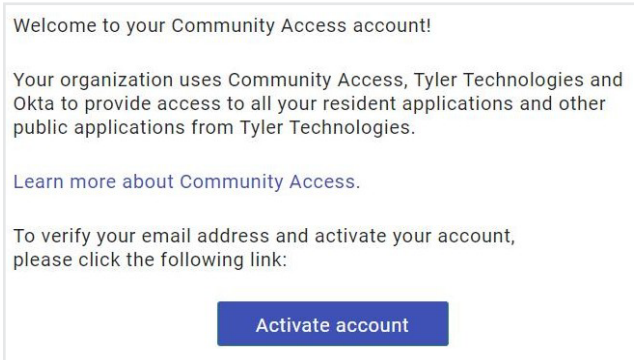 Welcome to your Community Access account!
Your organization uses Community Access, Tyler Technologies and
Okta to provide access to all your resident applications and other
public applications from Tyler Technologies.
Learn more about Community Access.
To verify your email address and activate your account,
please click the following link:
Activate account